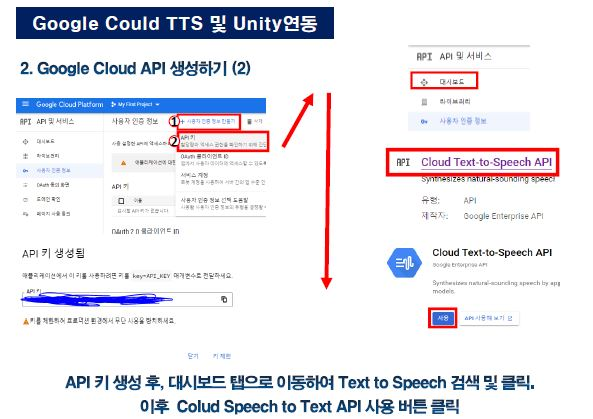 Google Could TTS 및 Unity연동
2. Google Cloud API 생성하기 (2)
Google Cloud Platform
My First Project
API API 및 서비스
대시보드
라이브러리
사용자 인증 정보
OAuth 동의 화면
도메인 확인
페이지 사용 동의
사용자 인증 정보
① + 사용자 인증 정보 만들기
삭제
② API 키
OAuth 클라이언트 ID
서비스 계정
사용자 인증 정보 선택 도움말
API 키
이름
OAuth 2.0 클라이언트 ID
API 키 생성됨
애플리케이션에서 이 키를 사용하려면 키를 key=API_KEY 매개변수로 전달하세요.
API 키
키를 제한하여 프로덕션 환경에서 무단 사용을 방지하세요.
닫기 키 제한
API API 및 서비스
대시보드
라이브러리
사용자 인증 정보
API Cloud Text-to-Speech API
Synthesizes natural-sounding speech
유형: API
제작자: Google Enterprise API
Cloud Text-to-Speech API
Google Enterprise API
Synthesizes natural-sounding speech by
models.
사용
API 사용해 보기
API 키 생성 후, 대시보드 탭으로 이동하여 Text to Speech 검색 및 클릭.
이후 Colud Speech to Text API 사용 버튼 클릭